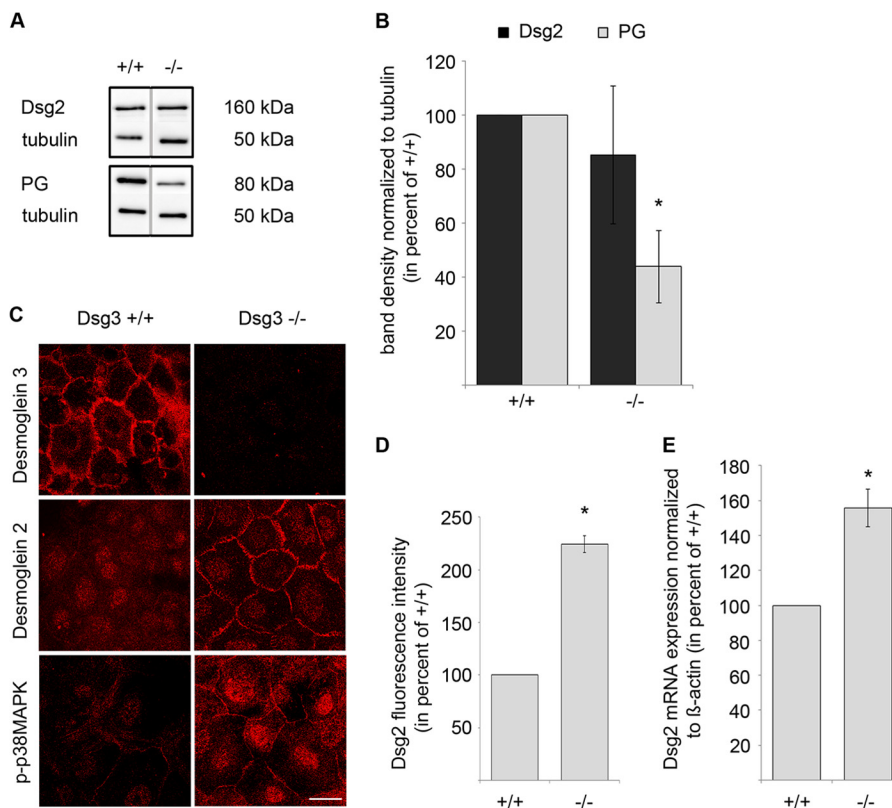 A
+/+ -/-
Dsg2 160 kDa
tubulin 50 kDa
PG 80 kDa
tubulin 50 kDa
B
Dsg2 PG
band density normalized to tubulin
(in percent of +/+)
120
100
80
60
40
20
*
+/+ -/-
C
Dsg3 +/+ Dsg3 -/-
Desmoglein 3
Desmoglein 2
p-p38MAPK
D
Dsg2 fluorescence intensity
(in percent of +/+)
250
200
150
100
50
*
+/+ -/-
E
Dsg2 mRNA expression normalized
to ß-actin (in percent of +/+)
180
160
140
120
100
80
60
40
20
*
+/+ -/-